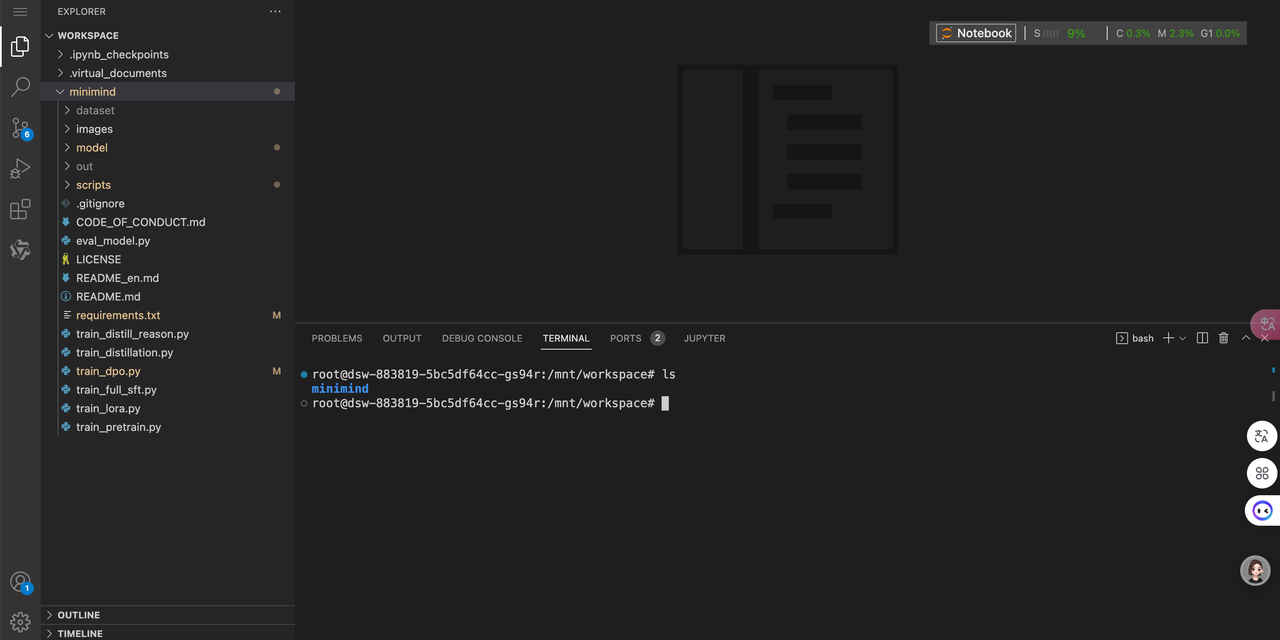 EXPLORER
WORKSPACE
.ipynb_checkpoints
.virtual_documents
minimind
dataset
images
model
out
scripts
.gitignore
CODE_OF_CONDUCT.md
eval_model.py
LICENSE
README_en.md
README.md
requirements.txt M
train_distill_reason.py
train_distillation.py
train_dpo.py M
train_full_sft.py
train_lora.py
train_pretrain.py
OUTLINE
TIMELINE
6
1
Notebook S 9% C 0.3% M 2.3% G1 0.0%
PROBLEMS OUTPUT DEBUG CONSOLE TERMINAL PORTS 2 JUPYTER
bash
root@dsw-883819-5bc5df64cc-gs94r:/mnt/workspace# ls
minimind
root@dsw-883819-5bc5df64cc-gs94r:/mnt/workspace#